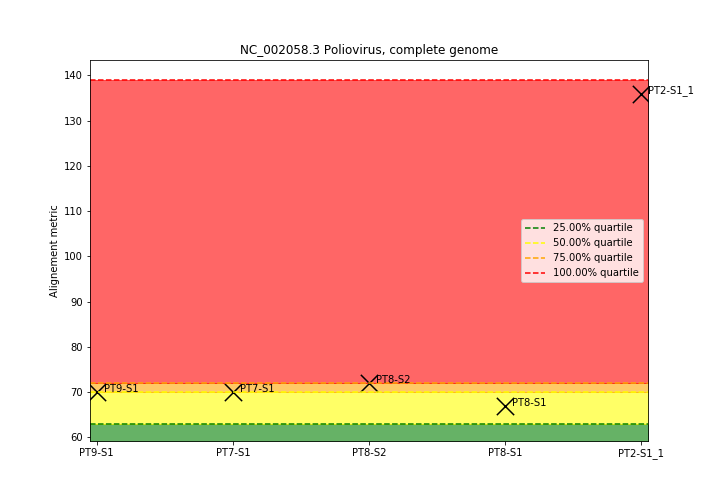 NC_002058.3 Poliovirus, complete genome
140
130
120
110
100
90
80
70
60
Alignement metric
PT2-S1_1
25.00% quartile
50.00% quartile
75.00% quartile
100.00% quartile
PT9-S1
PT7-S1
PT8-S2
PT8-S1
PT9-S1
PT7-S1
PT8-S2
PT8-S1
PT2-S1_1